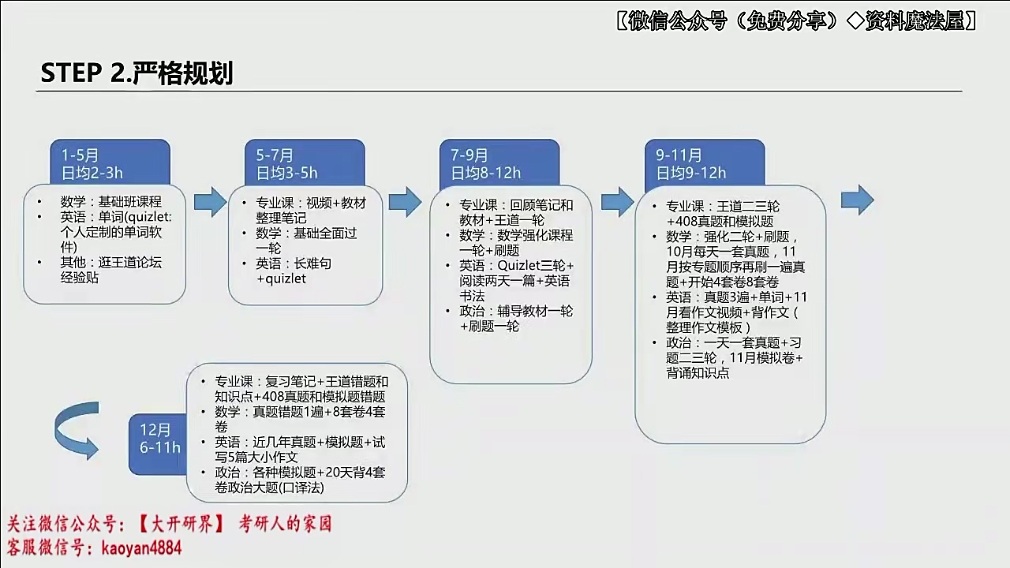 【微信公众号（免费分享）◆资料魔法屋】
STEP 2.严格规划
1-5月
日均2-3h
• 数学：基础班课程
• 英语：单词(quizlet:
个人定制的单词软
件)
• 其他：逛王道论坛
经验贴
5-7月
日均3-5h
• 专业课：视频+教材
整理笔记
• 数学：基础全面过
一轮
• 英语：长难句
+quizlet
7-9月
日均8-12h
• 专业课：回顾笔记和
教材+王道一轮
• 数学：数学强化课程
一轮+刷题
• 英语：Quizlet三轮+
阅读两天一篇+英语
书法
• 政治：辅导教材一轮
+刷题一轮
9-11月
日均9-12h
• 专业课：王道二三轮
+408真题和模拟题
• 数学：强化二轮+刷题，
10月每天一套真题，11
月按专题顺序再刷一遍真
题+开始4套卷8套卷
• 英语：真题3遍+单词+11
月看作文视频+背作文（
整理作文模板）
• 政治：一天一套真题+习
题二三轮，11月模拟卷+
背诵知识点
12月
6-11h
• 专业课：复习笔记+王道错题和
知识点+408真题和模拟题错题
• 数学：真题错题1遍+8套卷4套
卷
• 英语：近几年真题+模拟题+试
写5篇大小作文
• 政治：各种模拟题+20天背4套
卷政治大题(口译法)
关注微信公众号：【大开研界】 考研人的家园
客服微信号：kaoyan4884